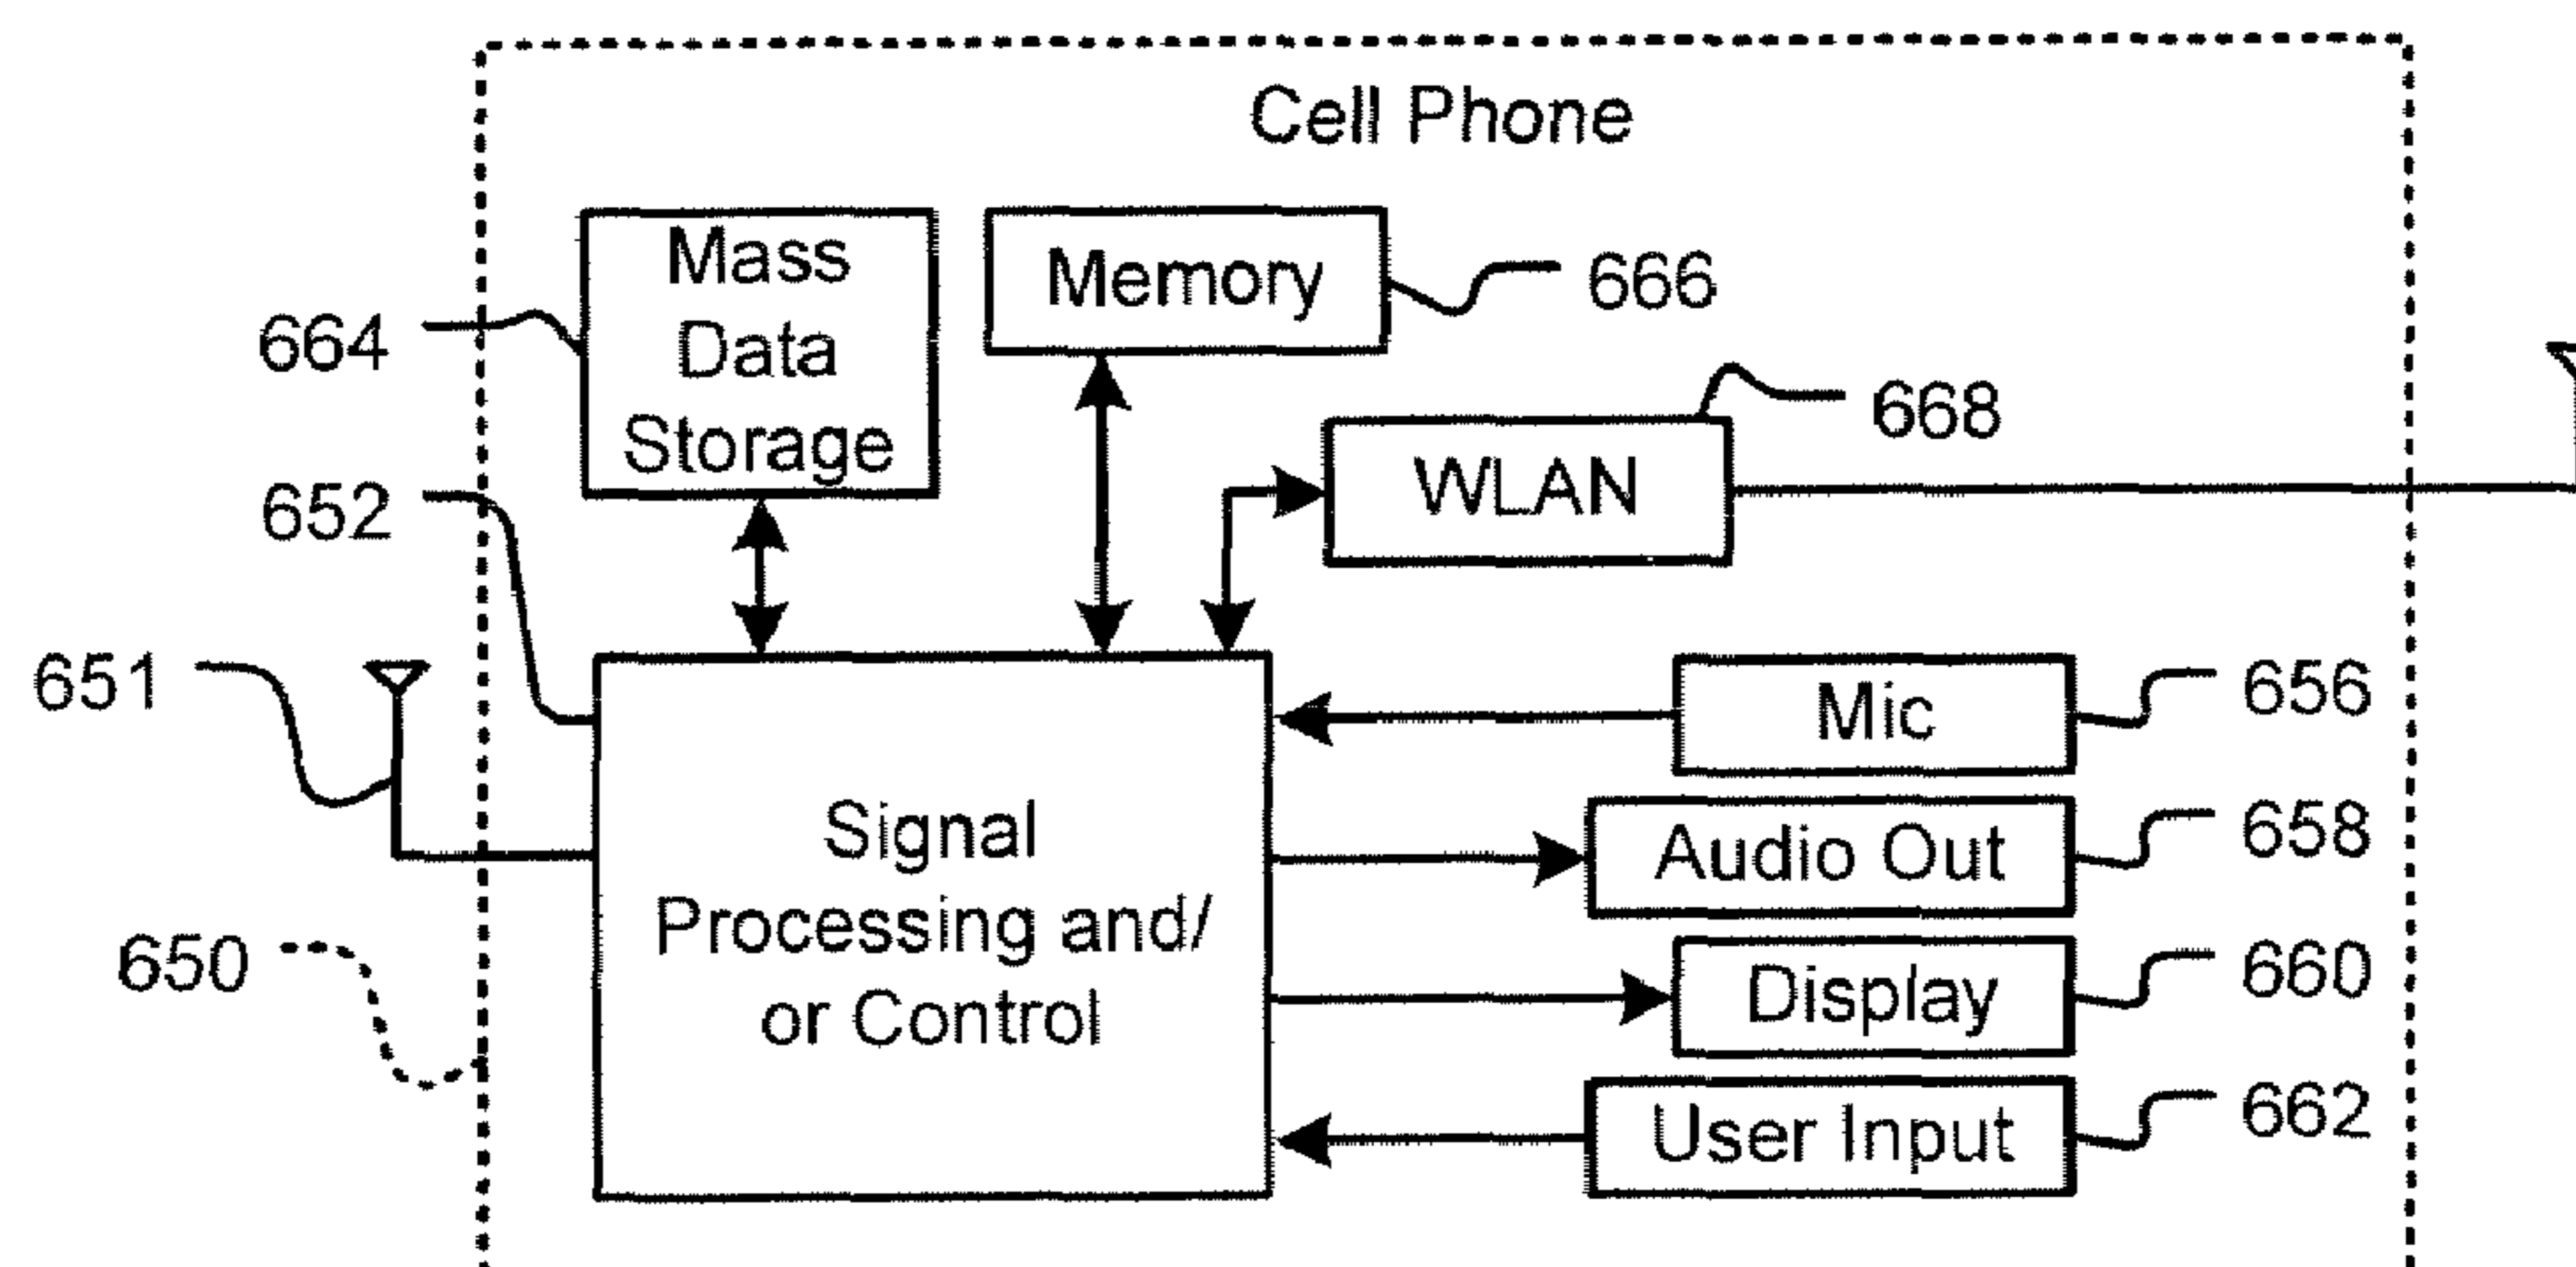 Cell Phone
Mass
Data
Storage
Memory
666
664
668
WLAN
652
651
Mic
656
Signal
Processing and/
or Control
Audio Out
658
650
Display
660
User Input
662